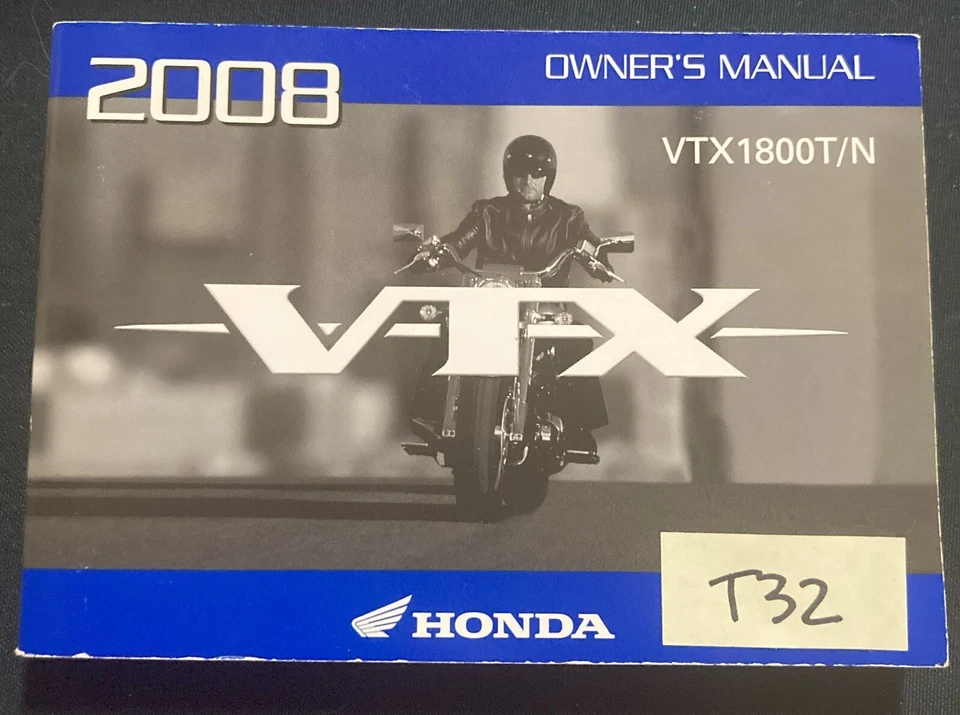 2008
OWNER'S MANUAL
VTX1800T/N
VTX
HONDA
T32